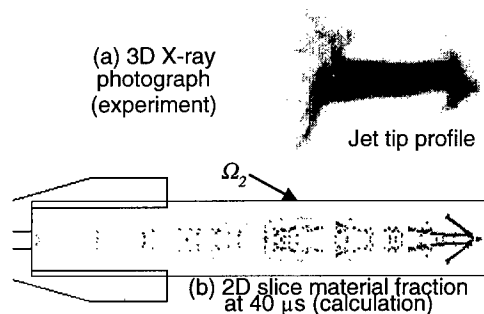 (a) 3D X-ray
photograph
(experiment)
Jet tip profile
Ω₂
(b) 2D slice material fraction
at 40 μs (calculation)